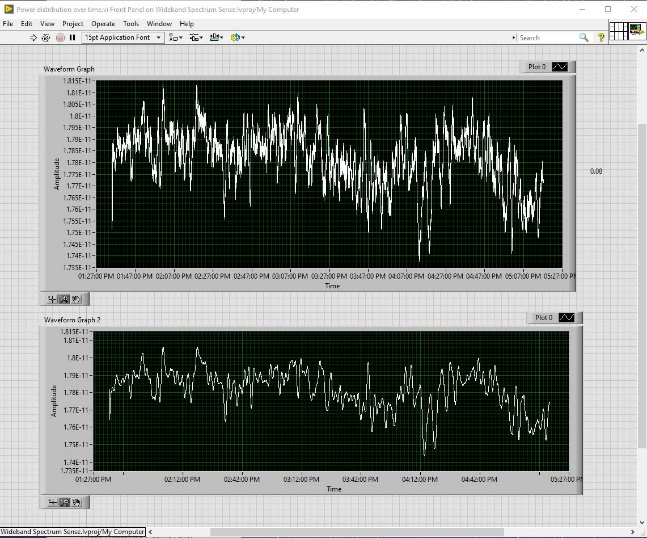 Power distribution over time.vi Front Panel on Wideband Spectrum Sense.lvproj/My Computer
File Edit View Project Operate Tools Window Help
15pt Application Font
Search
Waveform Graph
Plot 0
1.815E-11
1.81E-11
1.805E-11
1.8E-11
1.795E-11
1.79E-11
1.785E-11
1.78E-11
1.775E-11
1.77E-11
1.765E-11
1.76E-11
1.755E-11
1.75E-11
1.745E-11
1.74E-11
1.735E-11
Amplitude
0.08
01:27:00 PM 01:47:00 PM 02:07:00 PM 02:27:00 PM 02:47:00 PM 03:07:00 PM 03:27:00 PM 03:47:00 PM 04:07:00 PM 04:27:00 PM 04:47:00 PM 05:07:00 PM 05:27:00 P
Time
Waveform Graph 2
Plot 0
1.815E-11
1.81E-11
1.8E-11
1.79E-11
1.78E-11
1.77E-11
1.76E-11
1.75E-11
1.74E-11
1.735E-11
Amplitude
01:27:00 PM 02:12:00 PM 02:42:00 PM 03:12:00 PM 03:42:00 PM 04:12:00 PM 04:42:00 PM 05:27:00 P
Time
Wideband Spectrum Sense.lvproj/My Computer